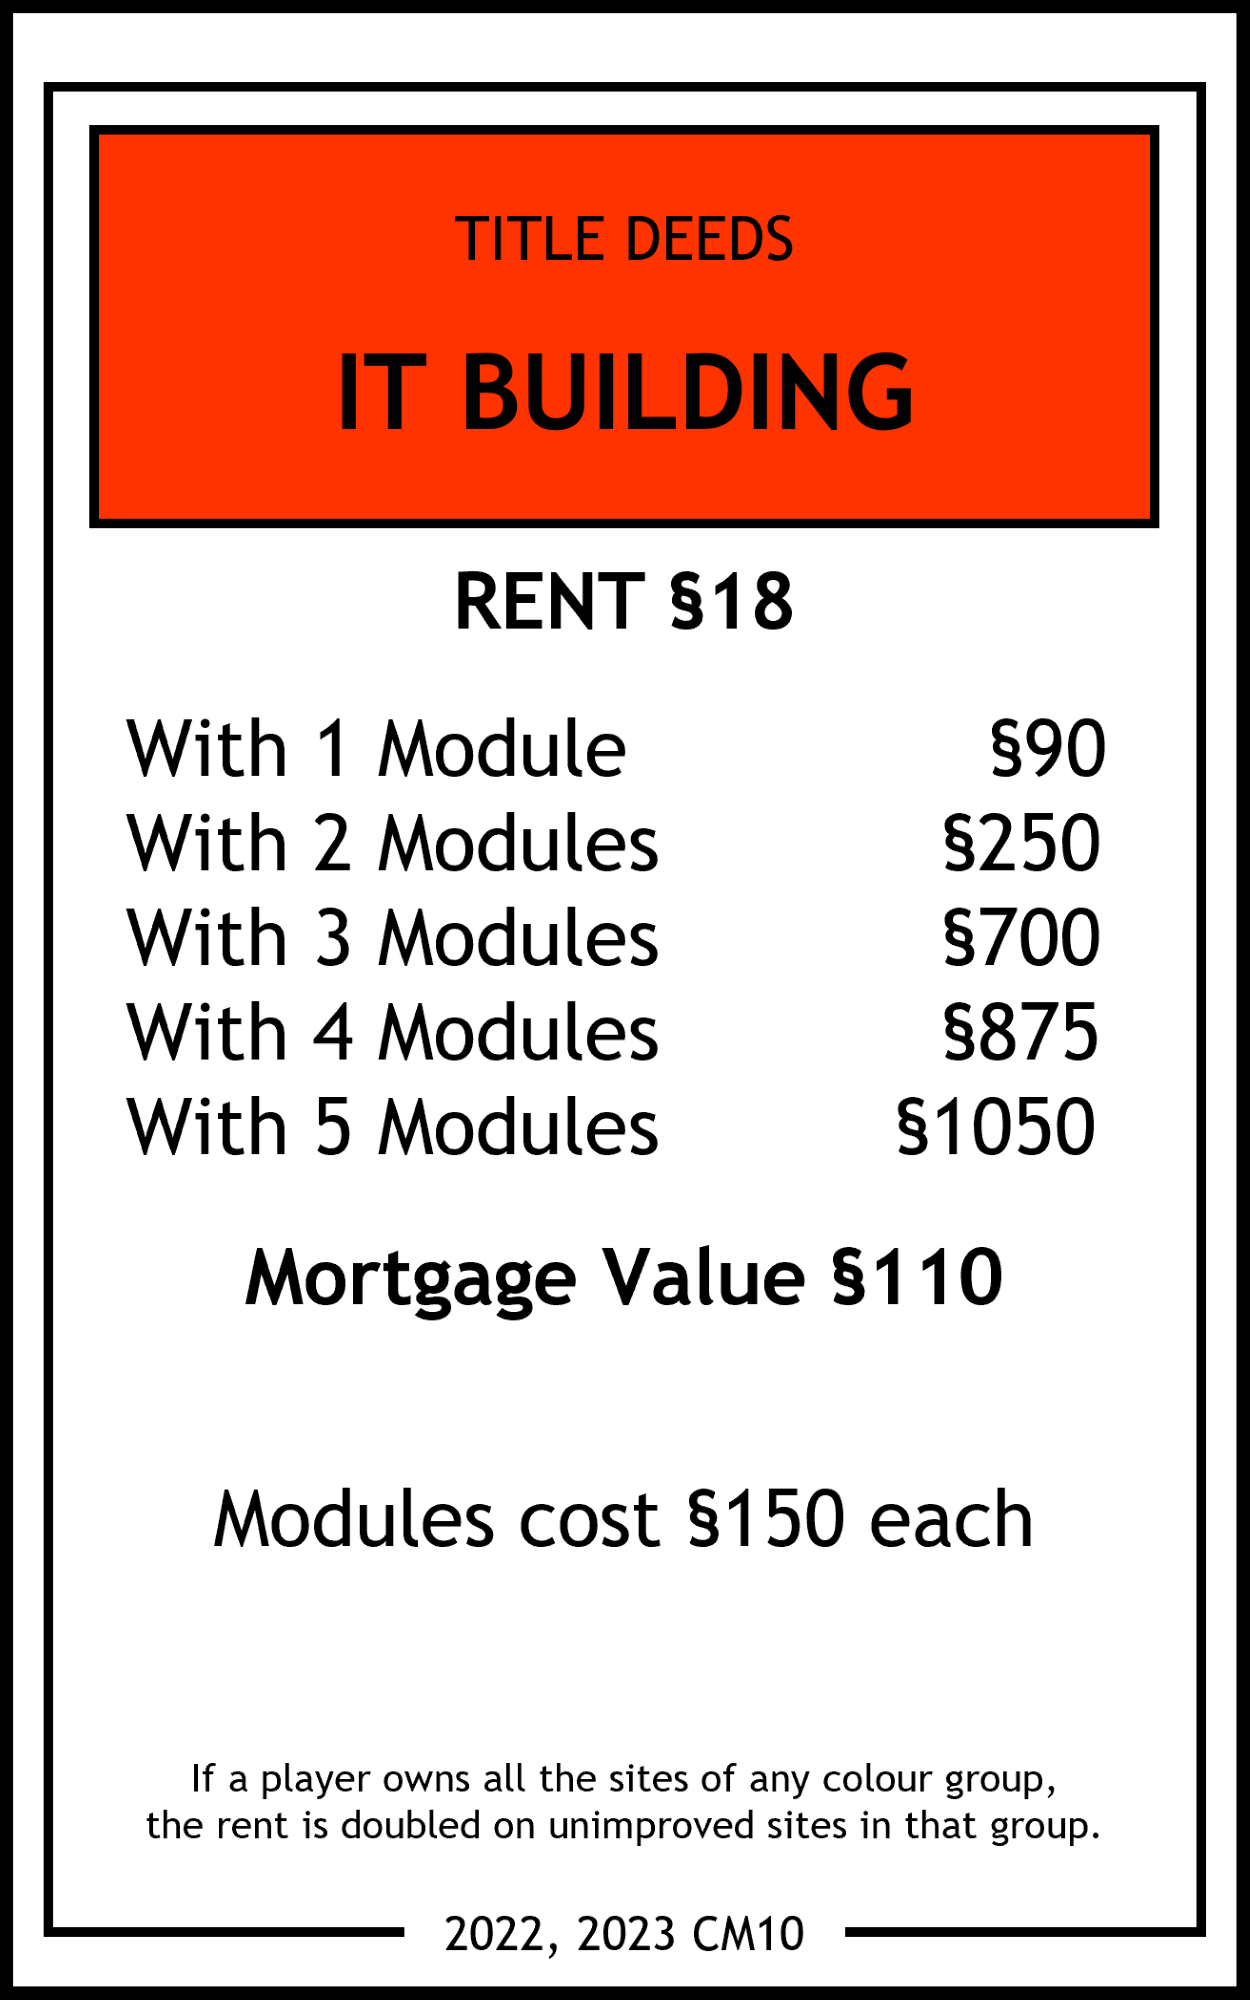 TITLE DEEDS
IT BUILDING
RENT §18
With 1 Module §90
With 2 Modules §250
With 3 Modules §700
With 4 Modules §875
With 5 Modules §1050
Mortgage Value §110
Modules cost §150 each
If a player owns all the sites of any colour group,
the rent is doubled on unimproved sites in that group.
2022, 2023 CM10